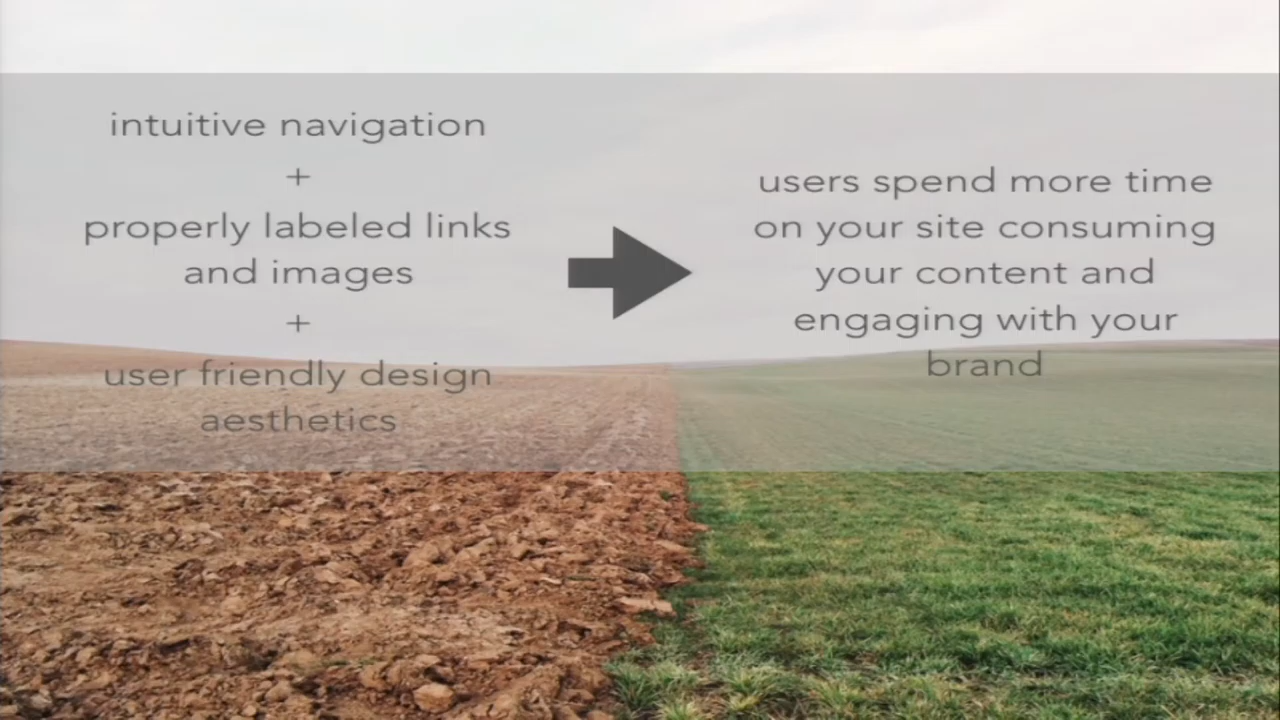 intuitive navigation
+
properly labeled links
and images
+
user friendly design
aesthetics
users spend more time
on your site consuming
your content and
engaging with your
brand